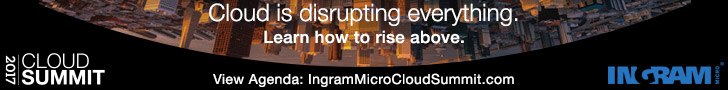 Cloud is disrupting everything.
Learn how to rise above.
2017
CLOUD
SUMMIT
View Agenda: IngramMicroCloudSummit.com
INGRAM
MICRO
®